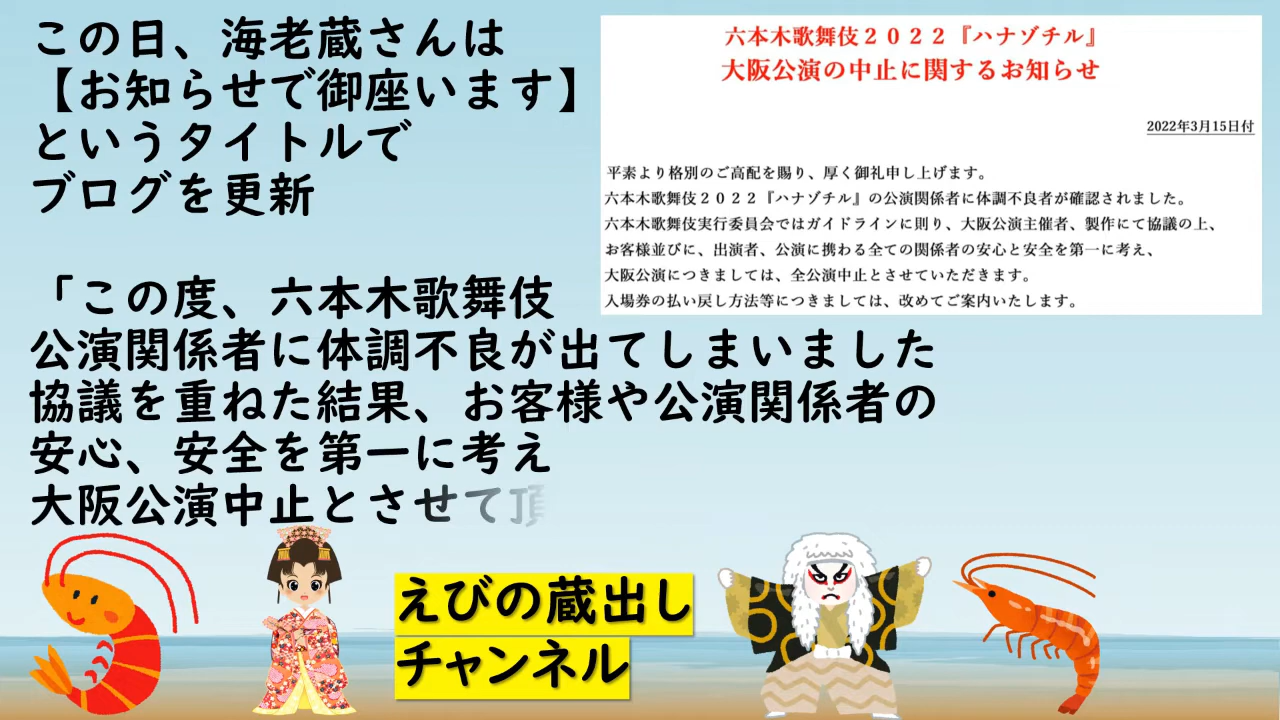 この日、海老蔵さんは
【お知らせで御座います】
というタイトルで
ブログを更新
「この度、六本木歌舞伎
公演関係者に体調不良が出てしまいました
協議を重ねた結果、お客様や公演関係者の
安心、安全を第一に考え
大阪公演中止とさせて頂
六本木歌舞伎２０２２『ハナゾチル』
大阪公演の中止に関するお知らせ
2022年3月15日付
平素より格別のご高配を賜り、厚く御礼申し上げます。
六本木歌舞伎２０２２『ハナゾチル』の公演関係者に体調不良者が確認されました。
六本木歌舞伎実行委員会ではガイドラインに則り、大阪公演主催者、製作にて協議の上、
お客様並びに、出演者、公演に携わる全ての関係者の安心と安全を第一に考え、
大阪公演につきましては、全公演中止とさせていただきます。
入場券の払い戻し方法等につきましては、改めてご案内いたします。
えびの蔵出し
チャンネル